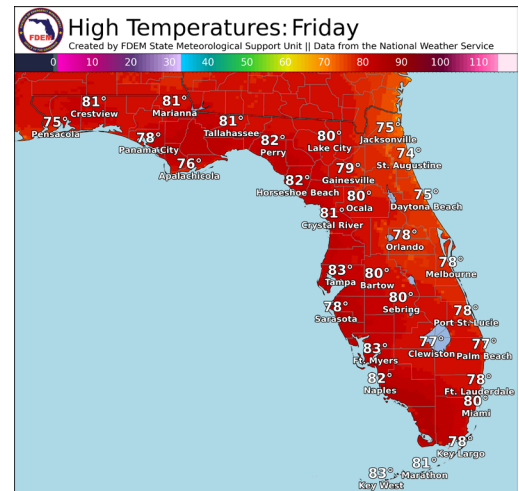 High Temperatures: Friday
Created by FDEM State Meteorological Support Unit || Data from the National Weather Service
FDEM
0 10 20 30 40 50 60 70 80 90 100 110
81°
Crestview
81°
Marianna
75°
Pensacola
78°
Panama City
81°
Tallahassee
76°
Apalachicola
82°
Perry
80°
Lake City
75°
Jacksonville
74°
St. Augustine
79°
Gainesville
82°
Horseshoe Beach
80°
Ocala
75°
Daytona Beach
81°
Crystal River
78°
Orlando
78°
Melbourne
83°
Tampa
80°
Bartow
80°
Sebring
78°
Sarasota
78°
Port St. Lucie
77°
Clewiston
77°
Palm Beach
83°
Ft. Myers
82°
Naples
78°
Ft. Lauderdale
80°
Miami
78°
Key Largo
81°
Marathon
83°
Key West